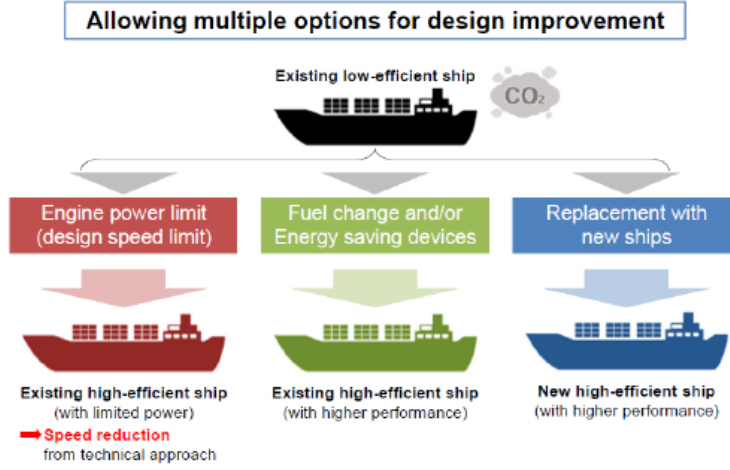 Allowing multiple options for design improvement
Existing low-efficient ship
CO₂
Engine power limit
(design speed limit)
Fuel change and/or
Energy saving devices
Replacement with
new ships
Existing high-efficient ship
(with limited power)
Speed reduction
from technical approach
Existing high-efficient ship
(with higher performance)
New high-efficient ship
(with higher performance)